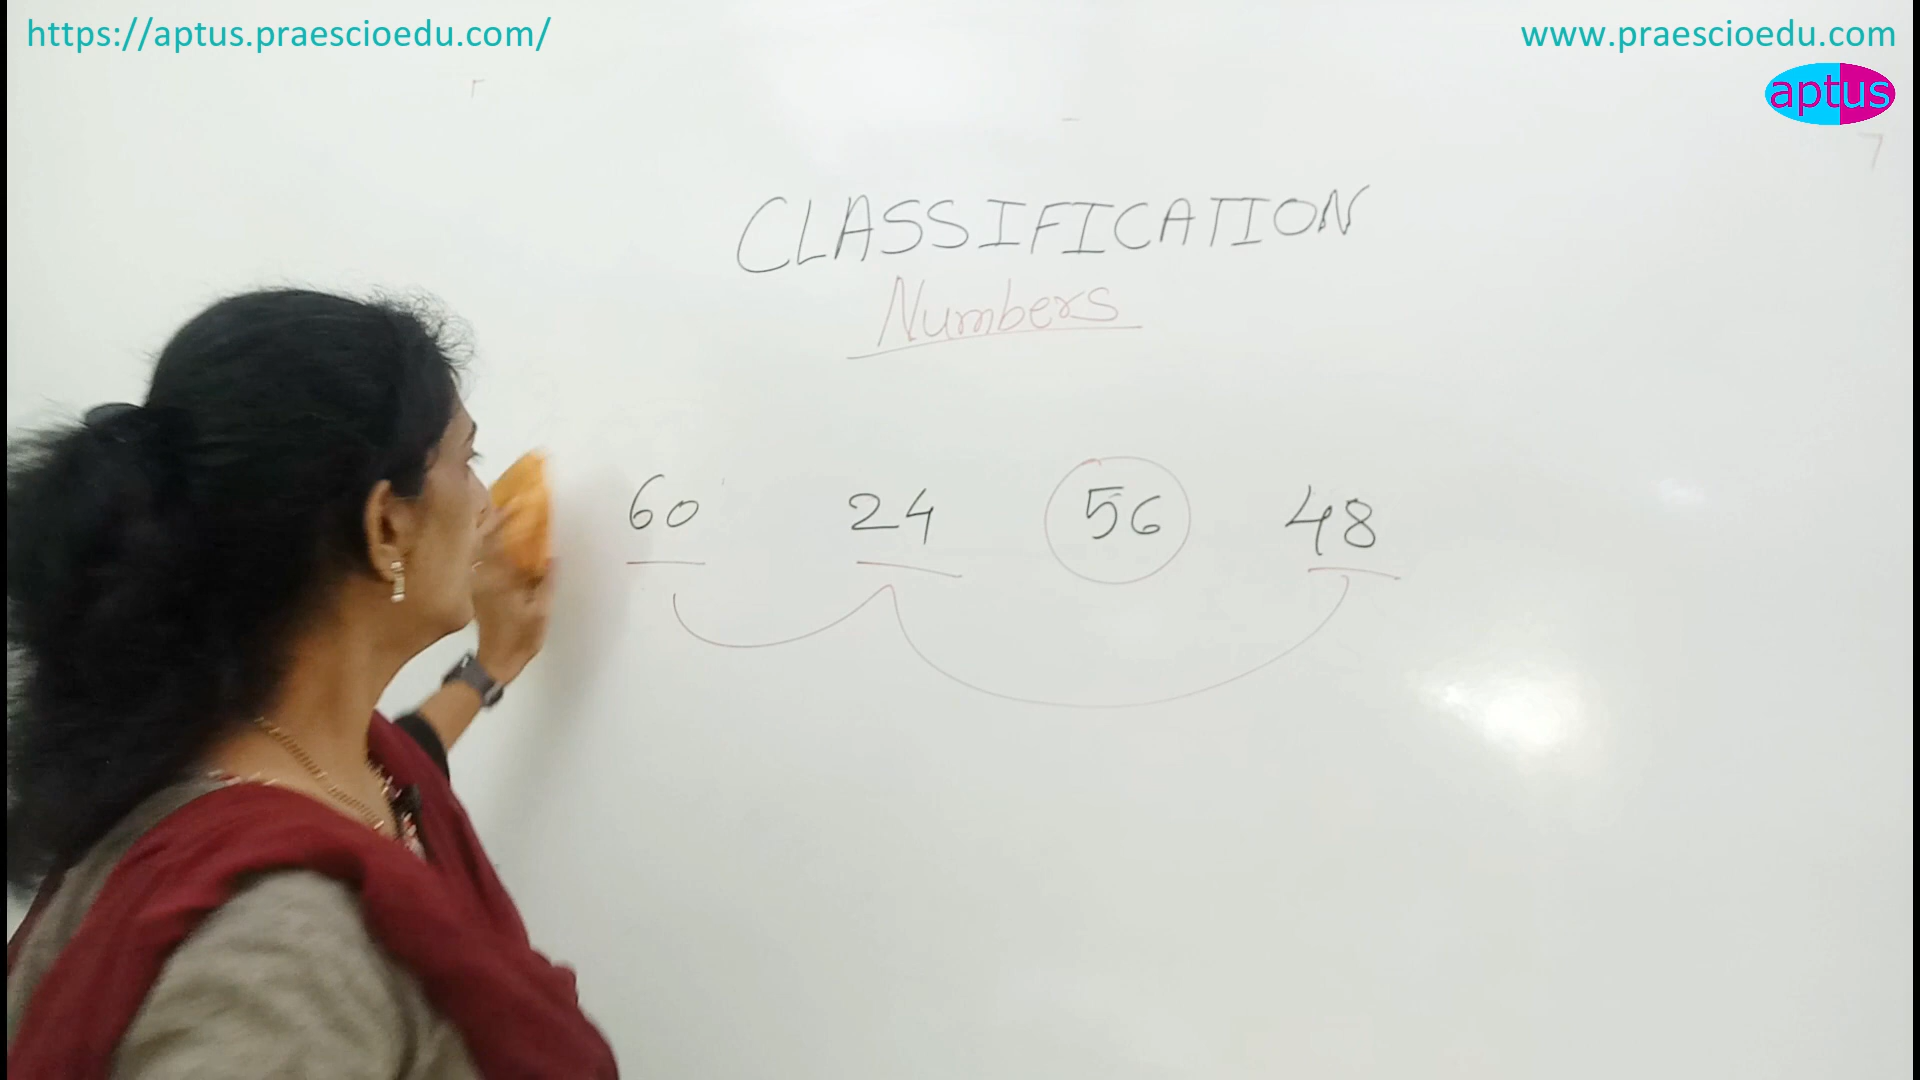 https://aptus.praescioedu.com/
www.praescioedu.com
aptus
CLASSIFICATION
Numbers
60 24 56 48